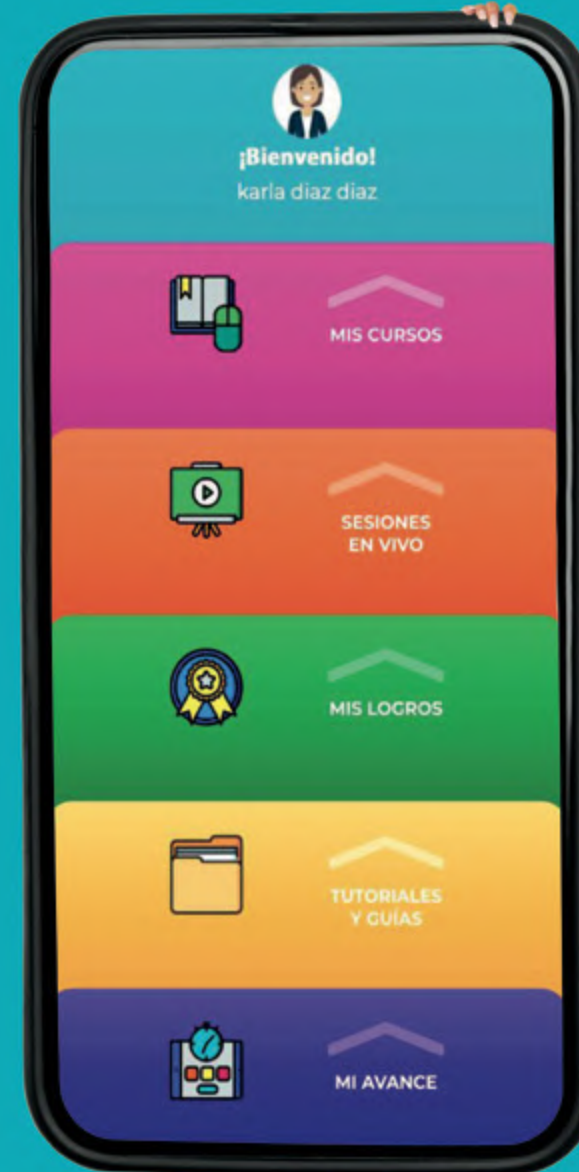 ¡Bienvenido!
karla diaz diaz
MIS CURSOS
SESIONES
EN VIVO
MIS LOGROS
TUTORIALES
Y GUÍAS
MI AVANCE